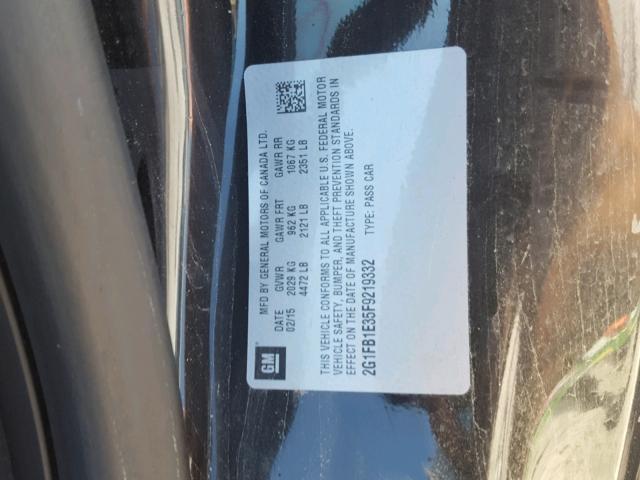 GM
MFD BY GENERAL MOTORS OF CANADA LTD.
DATE GVWR GAWR FRT GAWR RR
02/15 2029 KG 962 KG 1067 KG
4472 LB 2121 LB 2351 LB
THIS VEHICLE CONFORMS TO ALL APPLICABLE U.S. FEDERAL MOTOR
VEHICLE SAFETY, BUMPER, AND THEFT PREVENTION STANDARDS IN
EFFECT ON THE DATE OF MANUFACTURE SHOWN ABOVE.
2G1FB1E35F9219332 TYPE: PASS CAR